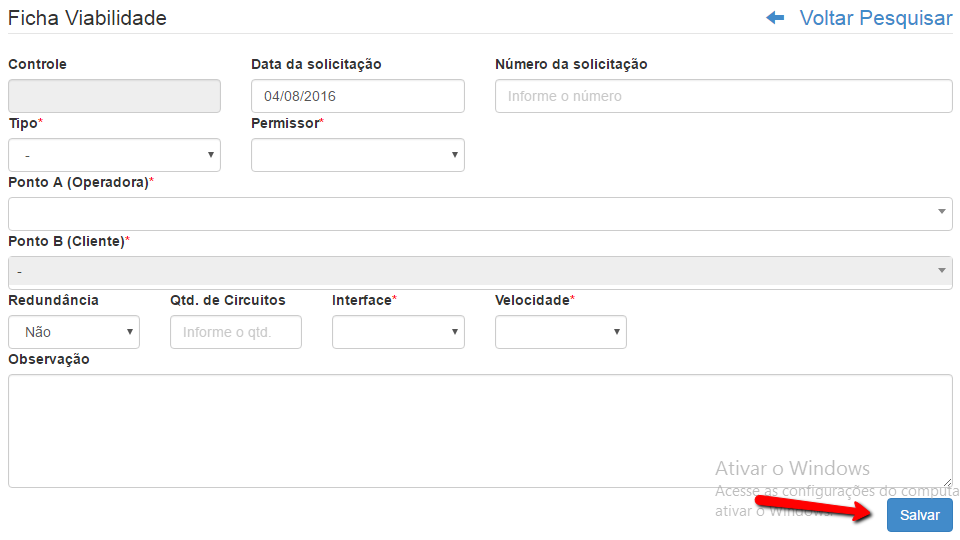 Ficha Viabilidade
Voltar Pesquisar
Controle
Data da solicitação
Número da solicitação
04/08/2016
Informe o número
Tipo*
Permissor*
-
Ponto A (Operadora)*
Ponto B (Cliente)*
-
Redundância
Qtd. de Circuitos
Interface*
Velocidade*
Não
Informe o qtd.
Observação
Ativar o Windows
Acesse as configurações do computa
ativar o Windows.
Salvar